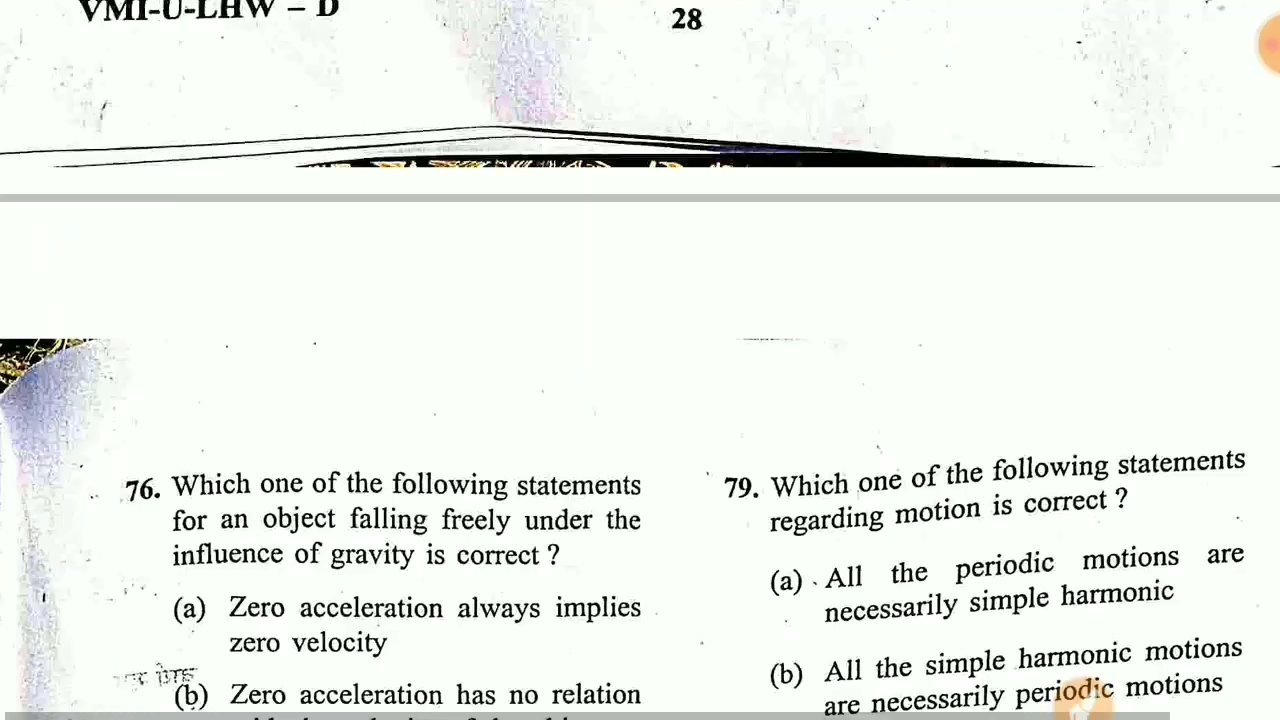 VMI-U-LHW – D
28
76. Which one of the following statements
for an object falling freely under the
influence of gravity is correct ?
(a) Zero acceleration always implies
zero velocity
(b) Zero acceleration has no relation
79. Which one of the following statements
regarding motion is correct ?
(a) All the periodic motions are
necessarily simple harmonic
(b) All the simple harmonic motions
are necessarily periodic motions